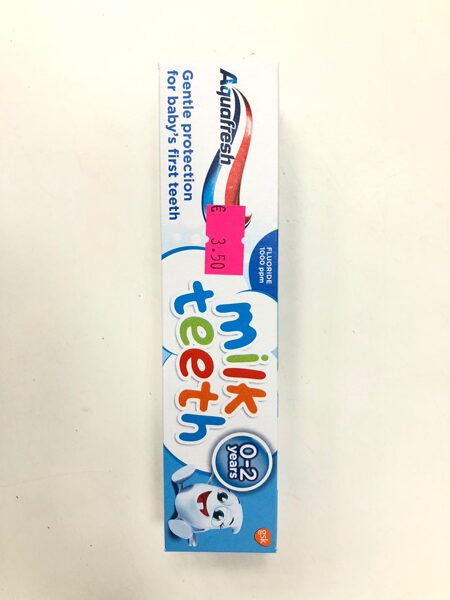 Aquafresh
Gentle protection
for baby's first teeth
€ 3.50
FLUORIDE
1000 ppm
milk
teeth
0-2
years
gsk